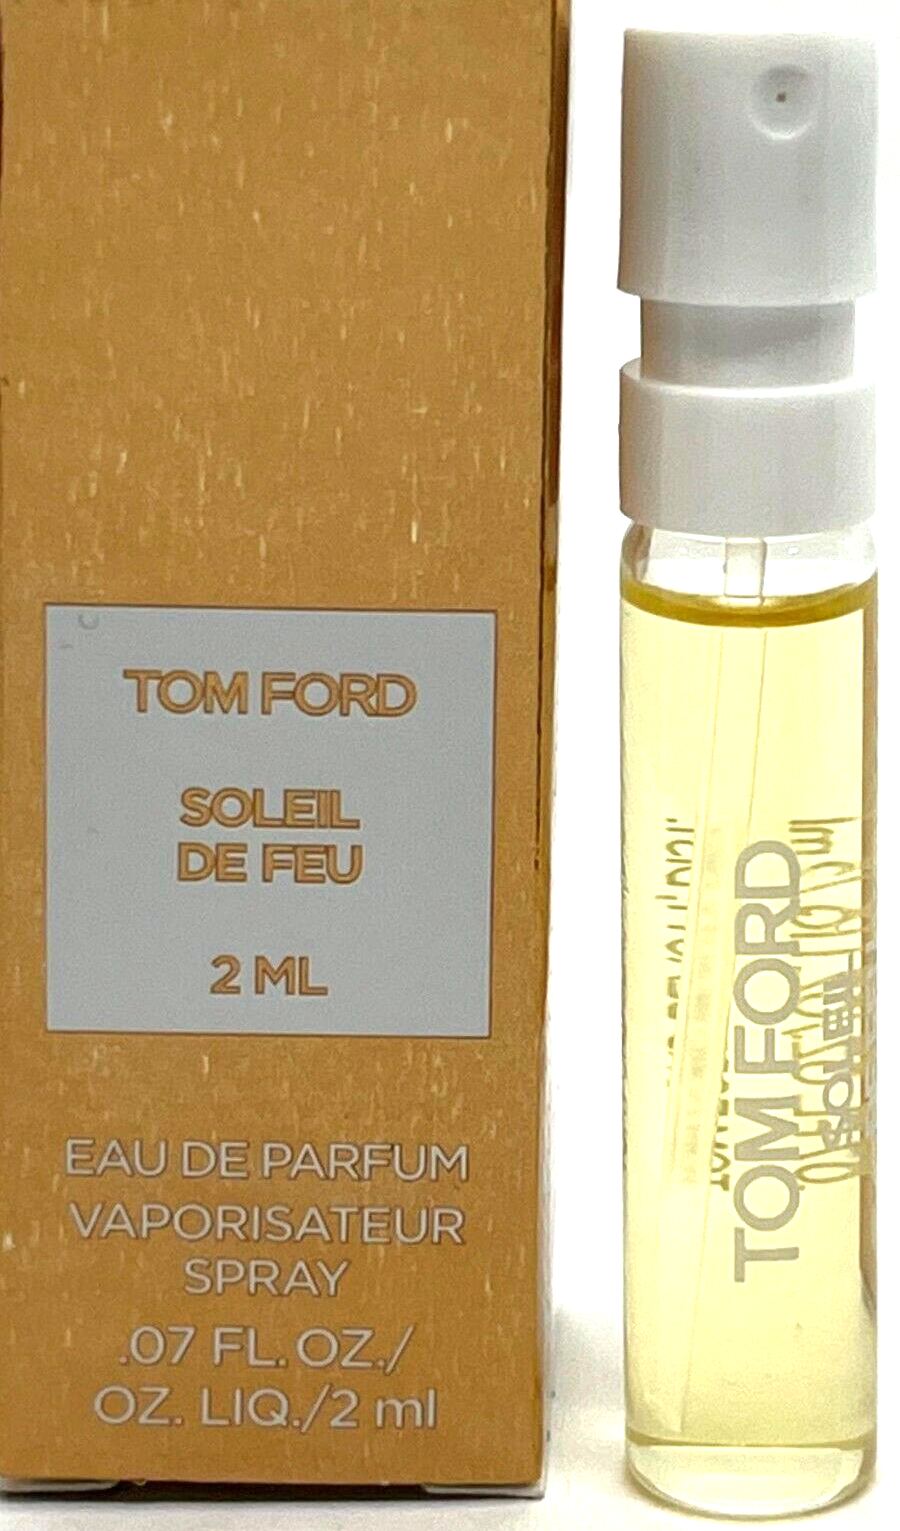 TOM FORD
SOLEIL
DE FEU
2 ML
EAU DE PARFUM
VAPORISATEUR
SPRAY
.07 FL. OZ./
OZ. LIQ./2 ml
TOM FORD
SOLEIL